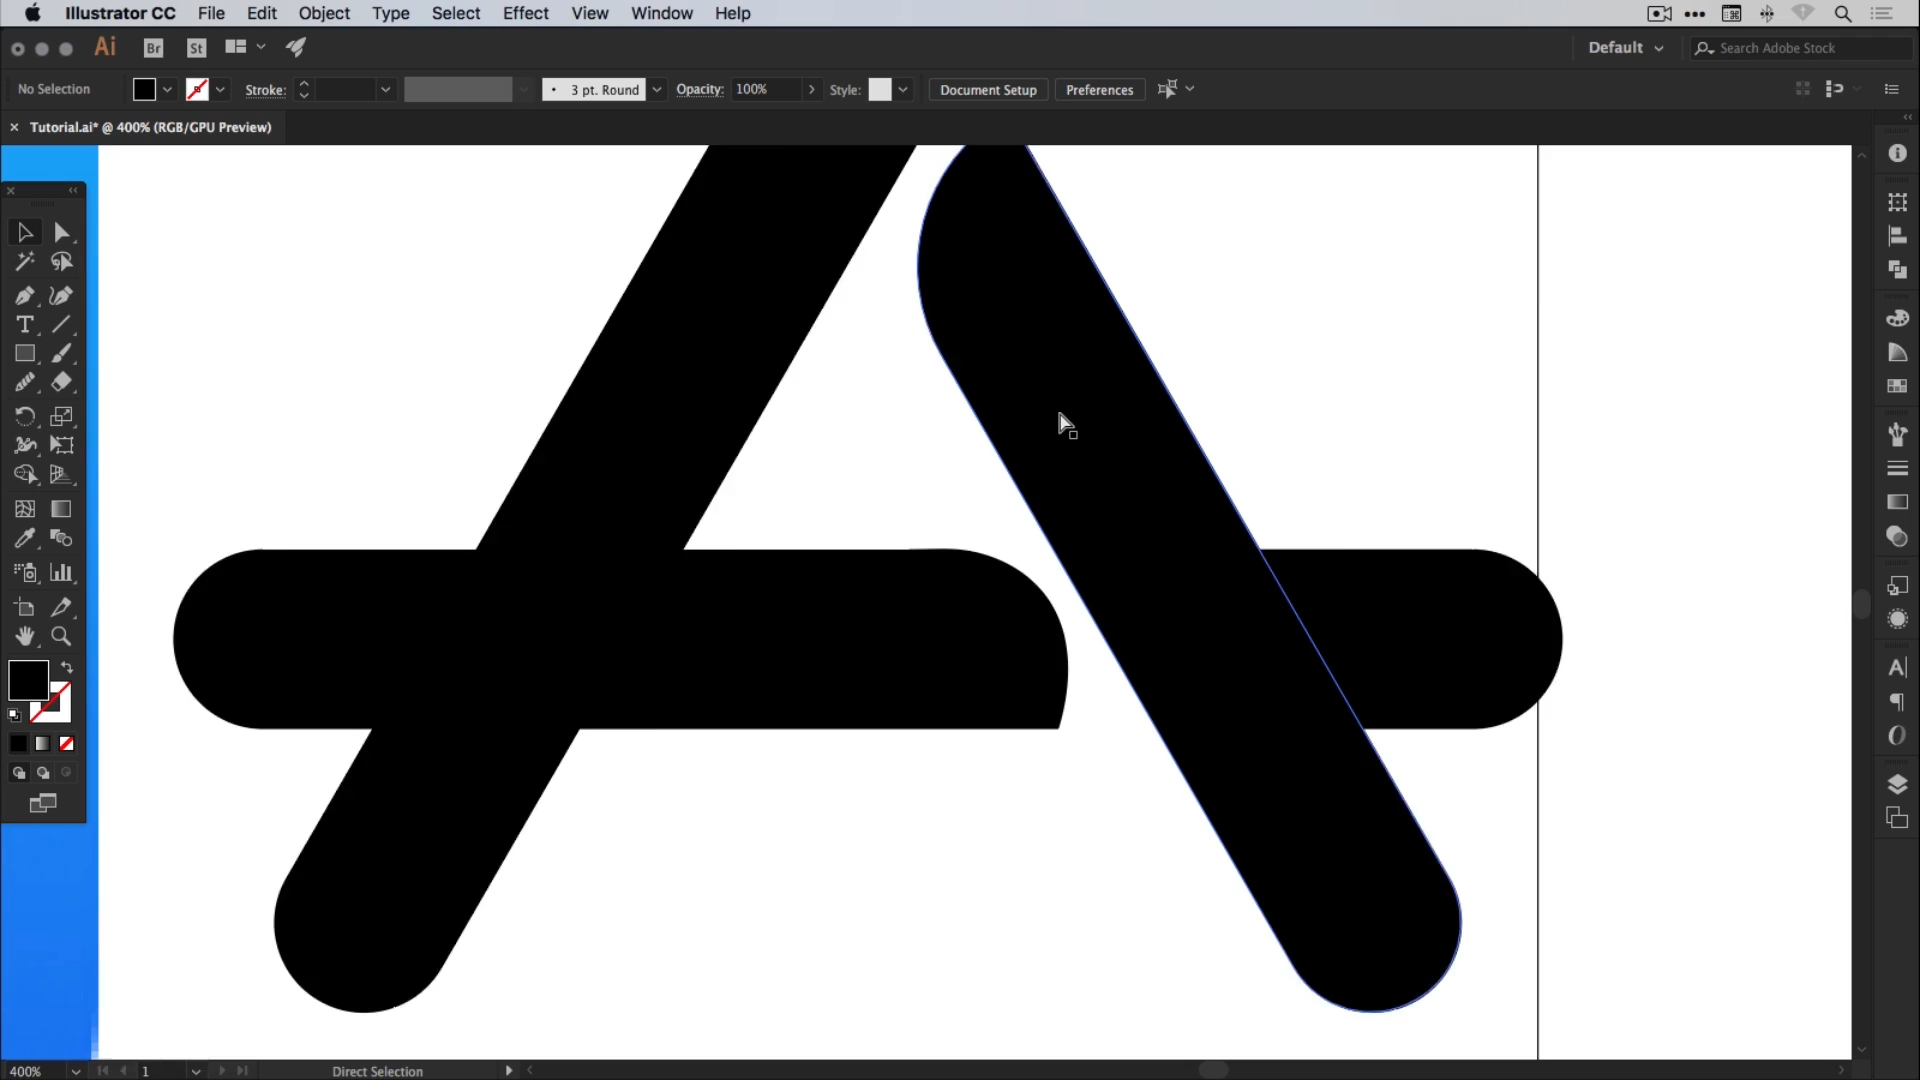 Illustrator CC File Edit Object Type Select Effect View Window Help
Ai Br St Default Search Adobe Stock
No Selection Stroke: 3 pt. Round Opacity: 100% Style: Document Setup Preferences
× Tutorial.ai* @ 400% (RGB/GPU Preview)
T
A
400% 1 Direct Selection